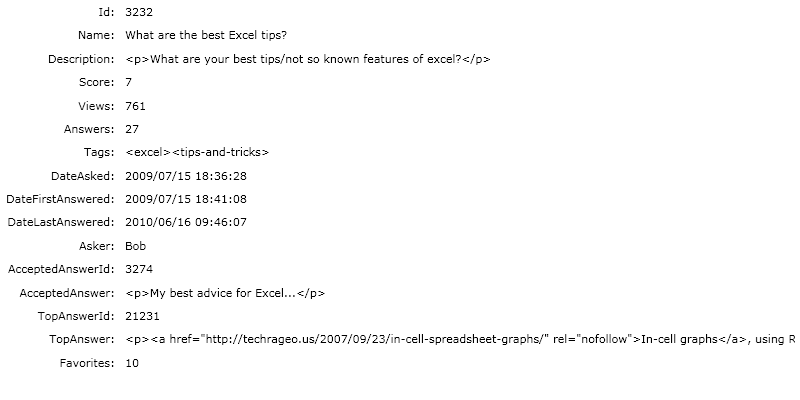 Id: 3232
Name: What are the best Excel tips?
Description: <p>What are your best tips/not so known features of excel?</p>
Score: 7
Views: 761
Answers: 27
Tags: <excel><tips-and-tricks>
DateAsked: 2009/07/15 18:36:28
DateFirstAnswered: 2009/07/15 18:41:08
DateLastAnswered: 2010/06/16 09:46:07
Asker: Bob
AcceptedAnswerId: 3274
AcceptedAnswer: <p>My best advice for Excel...</p>
TopAnswerId: 21231
TopAnswer: <p><a href="http://techrageo.us/2007/09/23/in-cell-spreadsheet-graphs/" rel="nofollow">In-cell graphs</a>, using R
Favorites: 10